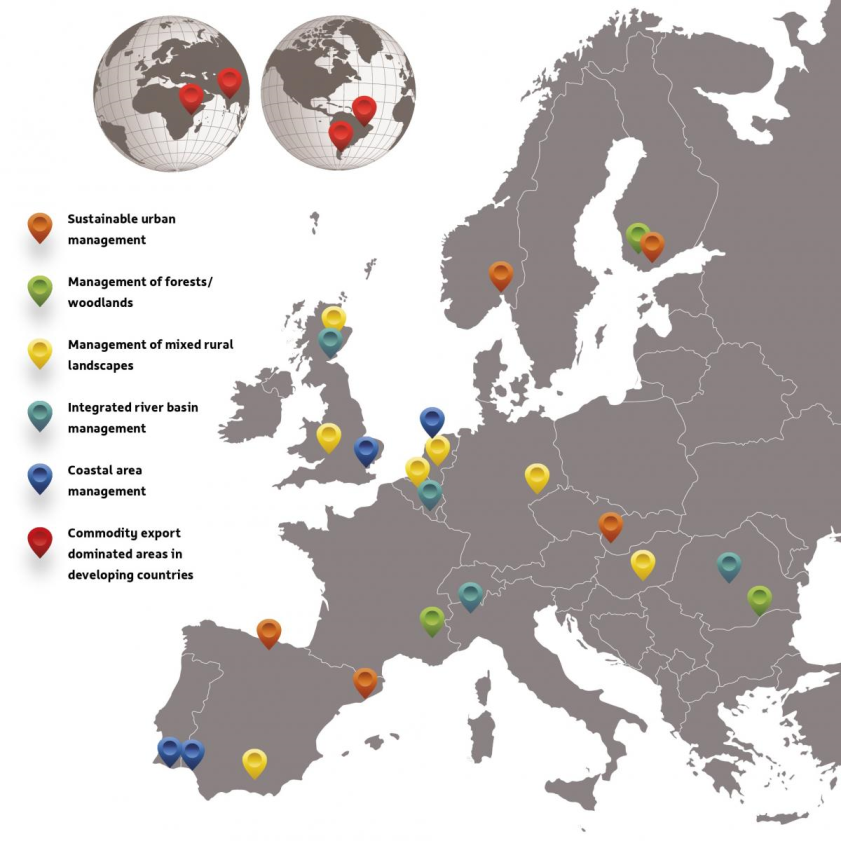 Sustainable urban
management
Management of forests/
woodlands
Management of mixed rural
landscapes
Integrated river basin
management
Coastal area
management
Commodity export
dominated areas in
developing countries